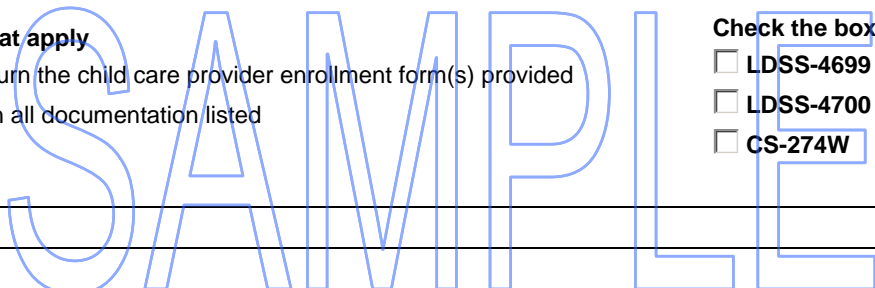 at apply
urn the child care provider enrollment form(s) provided
n all documentation listed
Check the box
LDSS-4699
LDSS-4700
CS-274W
SAMPLE